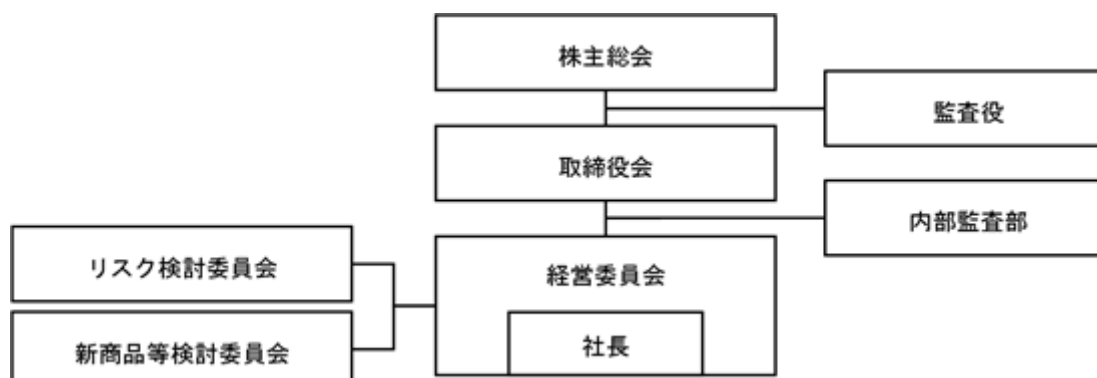 株主総会
監査役
取締役会
内部監査部
リスク検討委員会
経営委員会
新商品等検討委員会
社長